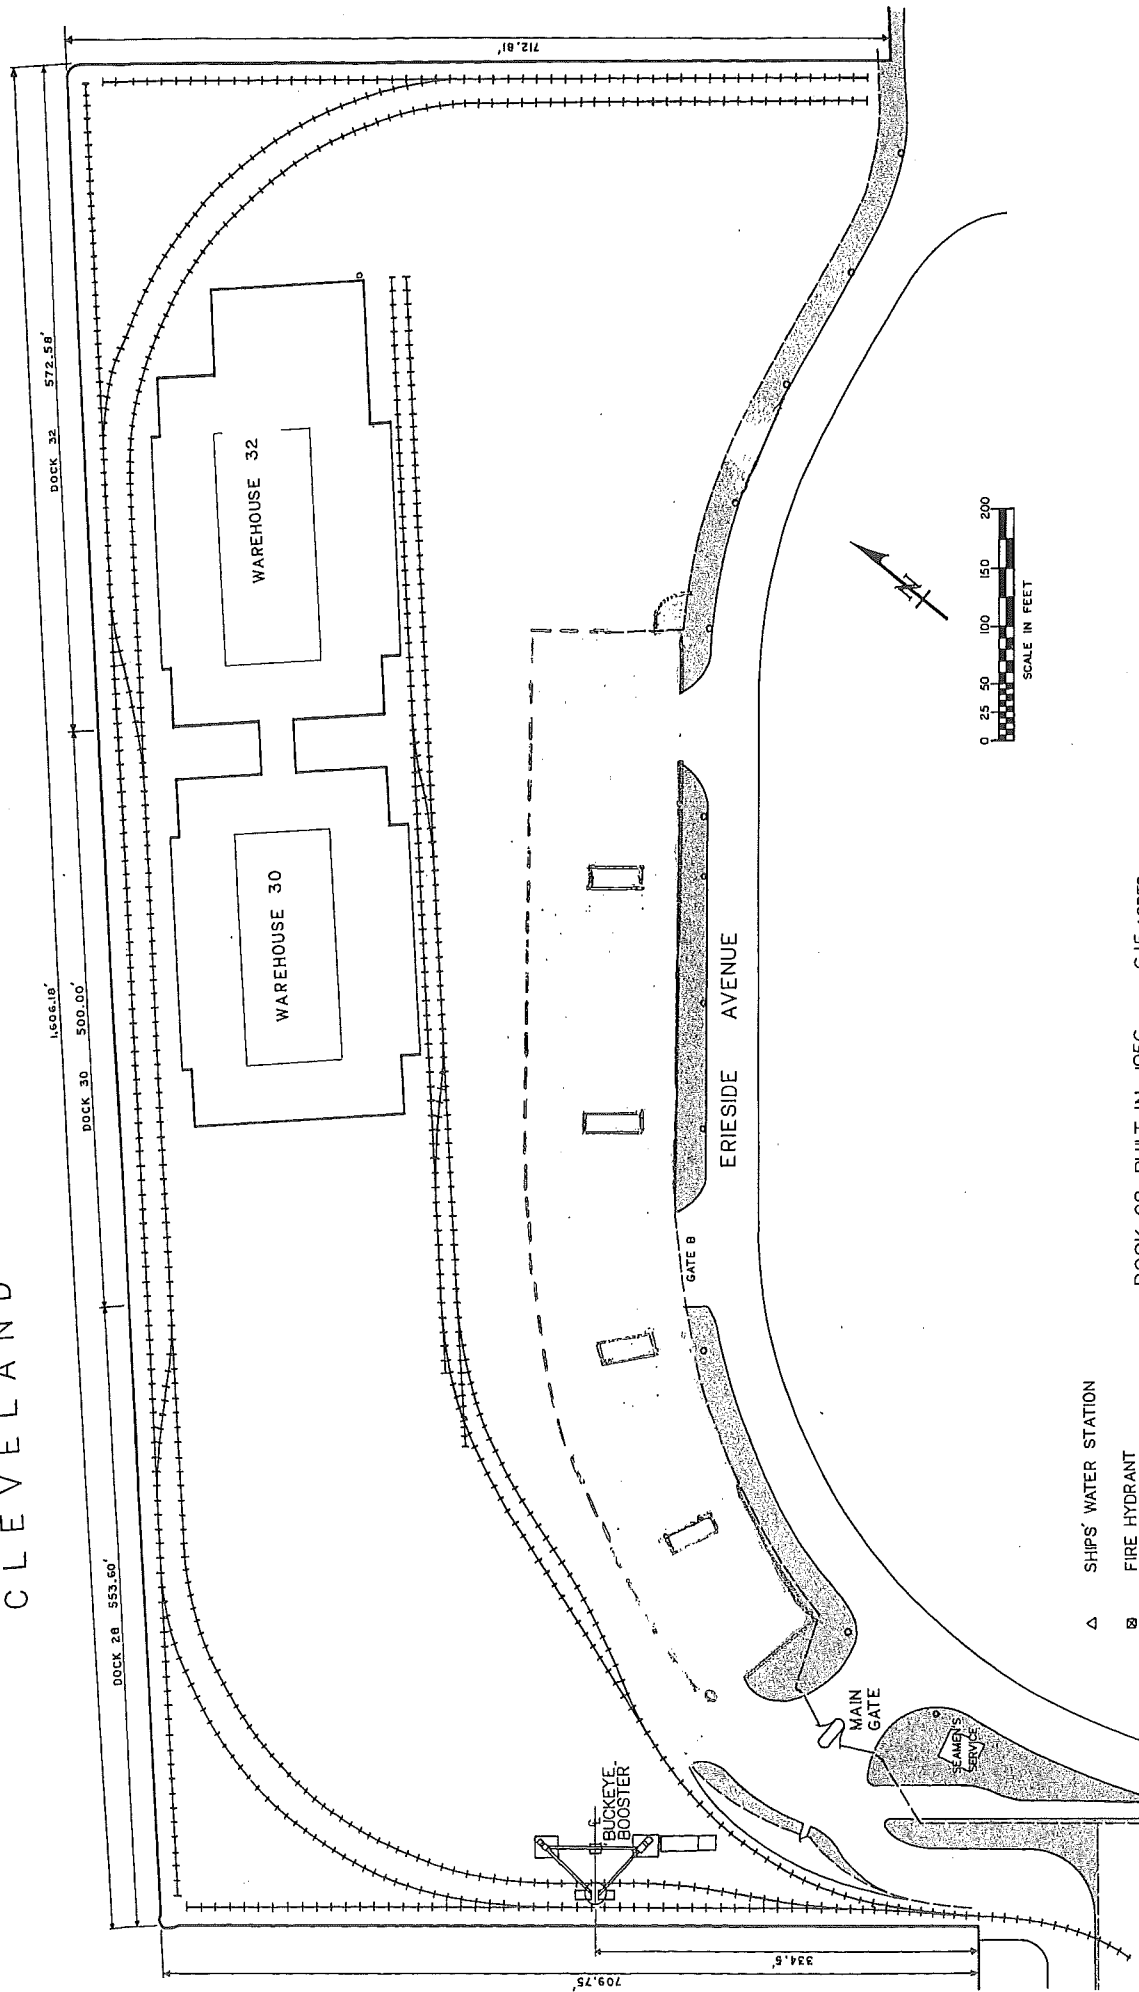 CLEVELAND
1,606.18'
DOCK 28 553.60'
DOCK 30 500.00'
DOCK 32 572.58'
712.81'
709.75'
334.5'
WAREHOUSE 30
WAREHOUSE 32
"BUCKEYE
BOOSTER"
MAIN
GATE
SEAMEN'S
SERVICE
GATE B
ERIESIDE AVENUE
N
0 25 50 100 150 200
SCALE IN FEET
△ SHIPS' WATER STATION
⊠ FIRE HYDRANT